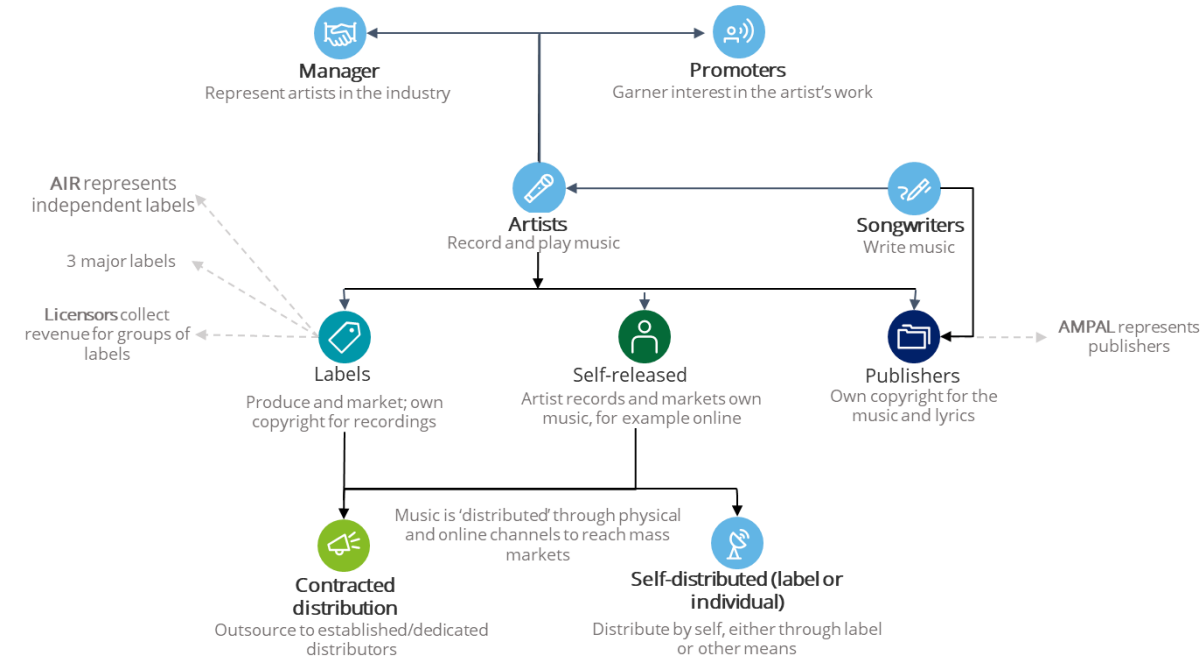 Manager
Represent artists in the industry
Promoters
Garner interest in the artist's work
AIR represents
independent labels
3 major labels
Licensors collect
revenue for groups of
labels
Artists
Record and play music
Songwriters
Write music
Labels
Produce and market; own
copyright for recordings
Self-released
Artist records and markets own
music, for example online
Publishers
Own copyright for the
music and lyrics
AMPAL represents
publishers
Music is ‘distributed’ through physical
and online channels to reach mass
markets
Contracted
distribution
Outsource to established/dedicated
distributors
Self-distributed (label or
individual)
Distribute by self, either through label
or other means